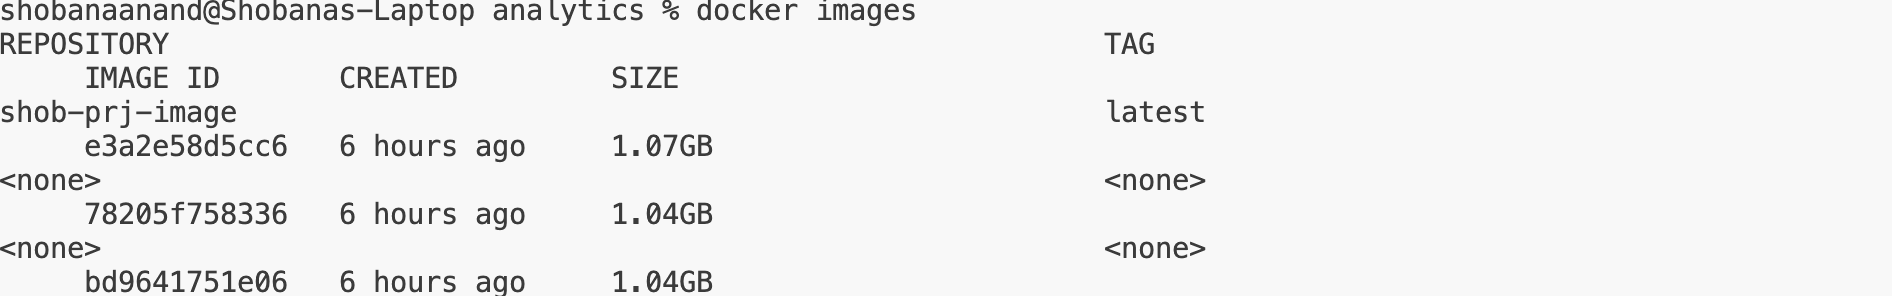 shobanaanand@Shobanas-Laptop analytics % docker images
REPOSITORY TAG
IMAGE ID CREATED SIZE
shob-prj-image latest
e3a2e58d5cc6 6 hours ago 1.07GB
<none> <none>
78205f758336 6 hours ago 1.04GB
<none> <none>
bd9641751e06 6 hours ago 1.04GB